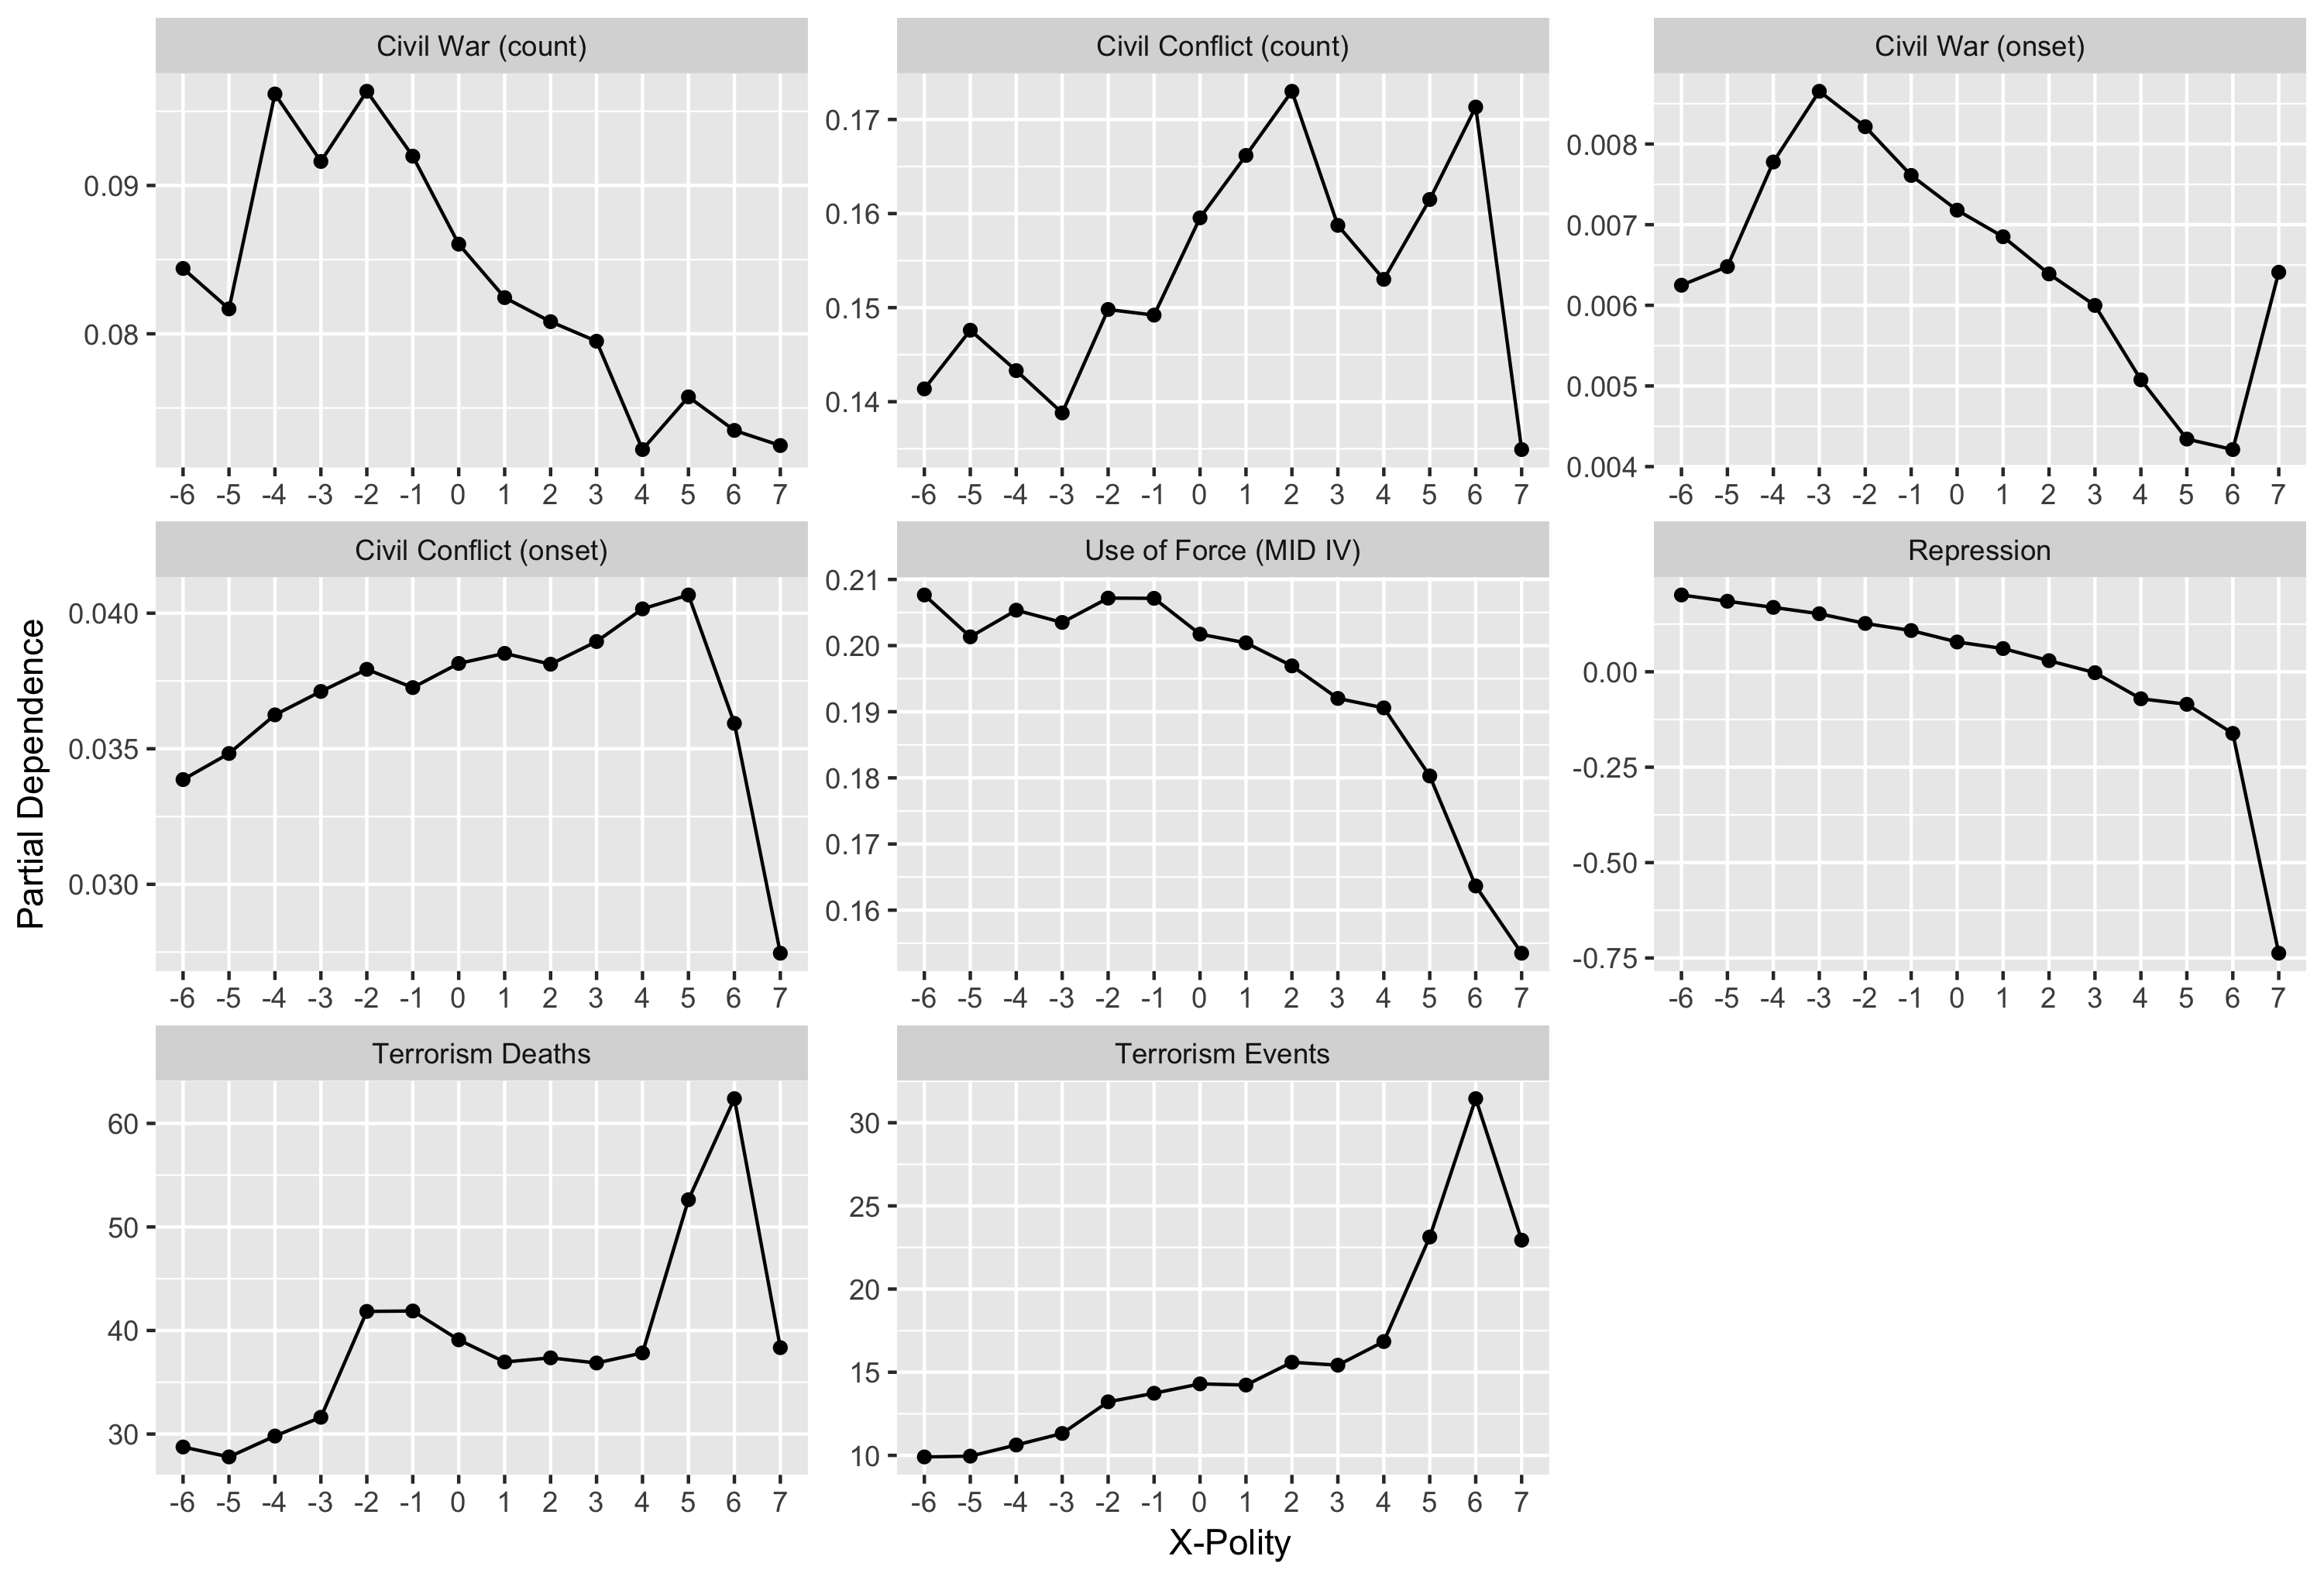 Civil War (count)
Civil Conflict (count)
Civil War (onset)
0.09
0.08
-6 -5 -4 -3 -2 -1 0 1 2 3 4 5 6 7
0.17
0.16
0.15
0.14
-6 -5 -4 -3 -2 -1 0 1 2 3 4 5 6 7
0.008
0.007
0.006
0.005
0.004
-6 -5 -4 -3 -2 -1 0 1 2 3 4 5 6 7
Partial Dependence
Civil Conflict (onset)
Use of Force (MID IV)
Repression
0.040
0.035
0.030
-6 -5 -4 -3 -2 -1 0 1 2 3 4 5 6 7
0.21
0.20
0.19
0.18
0.17
0.16
-6 -5 -4 -3 -2 -1 0 1 2 3 4 5 6 7
0.00
-0.25
-0.50
-0.75
-6 -5 -4 -3 -2 -1 0 1 2 3 4 5 6 7
Terrorism Deaths
Terrorism Events
60
50
40
30
-6 -5 -4 -3 -2 -1 0 1 2 3 4 5 6 7
30
25
20
15
10
-6 -5 -4 -3 -2 -1 0 1 2 3 4 5 6 7
X-Polity